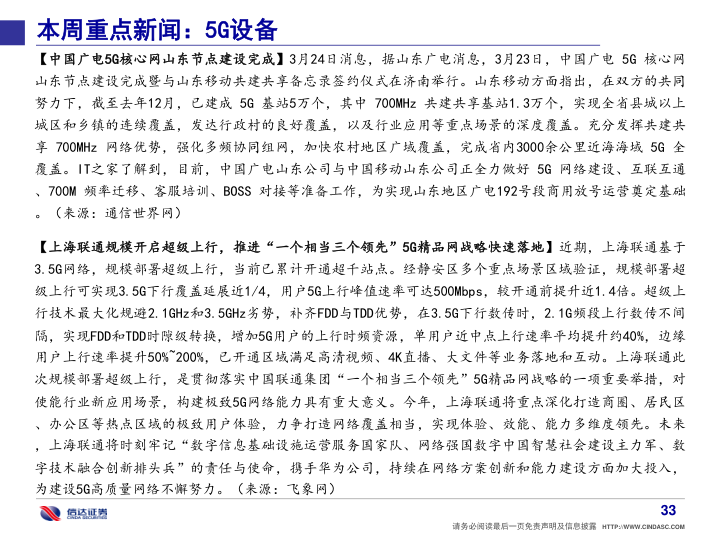 本周重点新闻：5G设备
【中国广电5G核心网山东节点建设完成】3月24日消息，据山东广电消息，3月23日，中国广电 5G 核心网
山东节点建设完成暨与山东移动共建共享备忘录签约仪式在济南举行。山东移动方面指出，在双方的共同
努力下，截至去年12月，已建成 5G 基站5万个，其中 700MHz 共建共享基站1.3万个，实现全省县城以上
城区和乡镇的连续覆盖，发达行政村的良好覆盖，以及行业应用等重点场景的深度覆盖。充分发挥共建共
享 700MHz 网络优势，强化多频协同组网，加快农村地区广域覆盖，完成省内3000余公里近海海域 5G 全
覆盖。IT之家了解到，目前，中国广电山东公司与中国移动山东公司正全力做好 5G 网络建设、互联互通
、700M 频率迁移、客服培训、BOSS 对接等准备工作，为实现山东地区广电192号段商用放号运营奠定基础
。（来源：通信世界网）
【上海联通规模开启超级上行，推进“一个相当三个领先”5G精品网战略快速落地】近期，上海联通基于
3.5G网络，规模部署超级上行，当前已累计开通超千站点。经静安区多个重点场景区域验证，规模部署超
级上行可实现3.5G下行覆盖延展近1/4，用户5G上行峰值速率可达500Mbps，较开通前提升近1.4倍。超级上
行技术最大化规避2.1GHz和3.5GHz劣势，补齐FDD与TDD优势，在3.5G下行数传时，2.1G频段上行数传不间
隔，实现FDD和TDD时隙级转换，增加5G用户的上行时频资源，单用户近中点上行速率平均提升约40%，边缘
用户上行速率提升50%~200%，已开通区域满足高清视频、4K直播、大文件等业务落地和互动。上海联通此
次规模部署超级上行，是贯彻落实中国联通集团“一个相当三个领先”5G精品网战略的一项重要举措，对
使能行业新应用场景，构建极致5G网络能力具有重大意义。今年，上海联通将重点深化打造商圈、居民区
、办公区等热点区域的极致用户体验，力争打造网络覆盖相当，实现体验、效能、能力多维度领先。未来
，上海联通将时刻牢记“数字信息基础设施运营服务国家队、网络强国数字中国智慧社会建设主力军、数
字技术融合创新排头兵”的责任与使命，携手华为公司，持续在网络方案创新和能力建设方面加大投入，
为建设5G高质量网络不懈努力。（来源：飞象网）
信达证券
CINDA SECURITIES
33
请务必阅读最后一页免责声明及信息披露 HTTP://WWW.CINDASC.COM